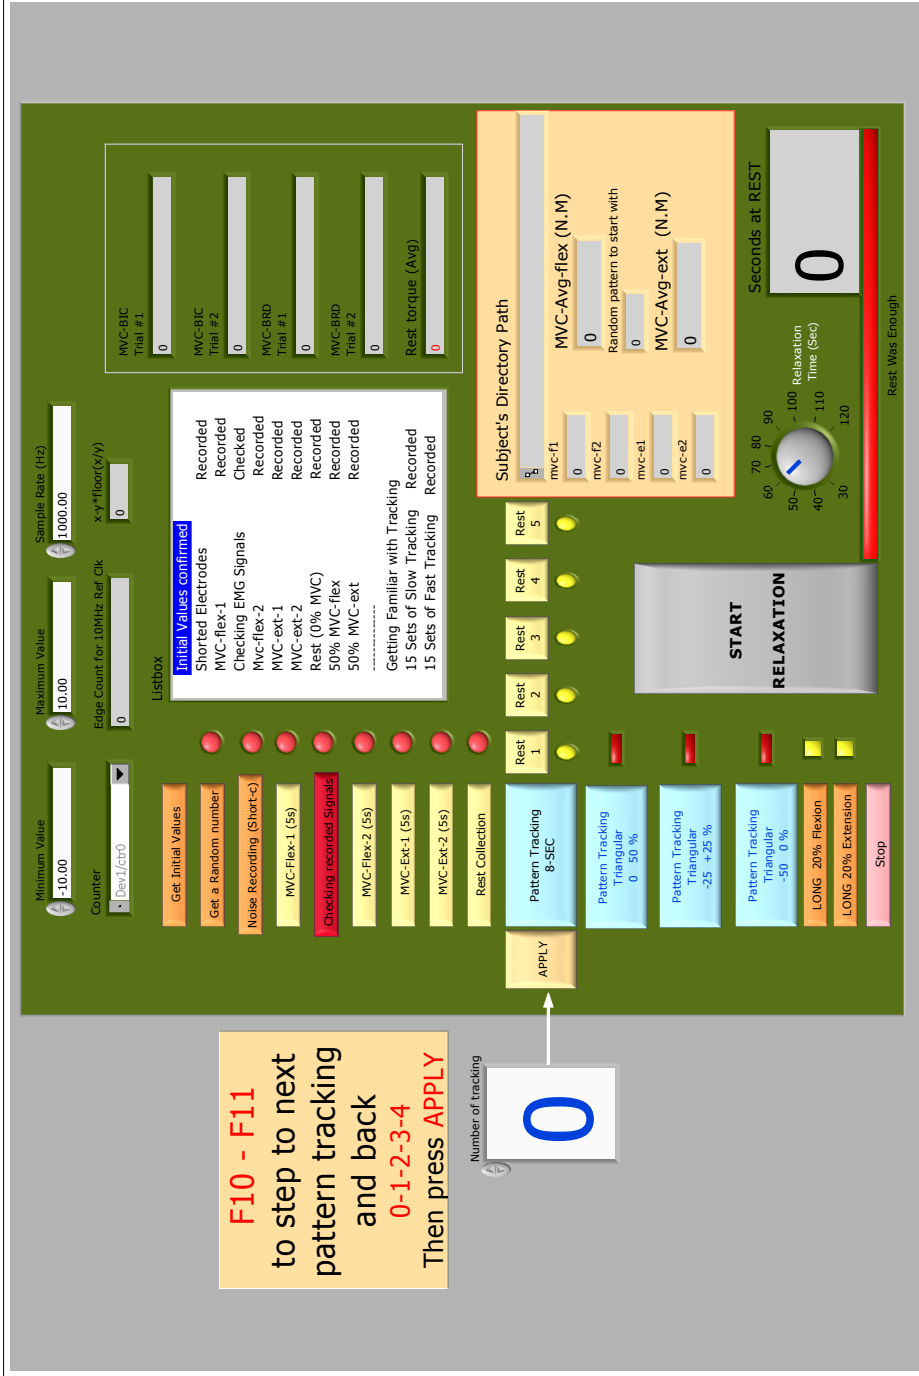 F10 - F11
to step to next
pattern tracking
and back
0-1-2-3-4
Then press APPLY
Number of tracking
0
Minimum Value
-10.00
Maximum Value
10.00
Sample Rate (Hz)
1000.00
Counter
Dev1/ctr0
Edge Count for 10MHz Ref Clk
0
x-y*floor(x/y)
0
Get Initial Values
Get a Random number
Noise Recording (Short-c)
MVC-Flex-1 (5s)
Checking recorded Signals
MVC-Flex-2 (5s)
MVC-Ext-1 (5s)
MVC-Ext-2 (5s)
Rest Collection
APPLY
Pattern Tracking
8-SEC
Pattern Tracking
Triangular
0 50 %
Pattern Tracking
Triangular
-25 +25 %
Pattern Tracking
Triangular
-50 0 %
LONG 20% Flexion
LONG 20% Extension
Stop
Listbox
Initial Values confirmed
Shorted Electrodes Recorded
MVC-flex-1 Recorded
Checking EMG Signals Checked
Mvc-flex-2 Recorded
MVC-ext-1 Recorded
MVC-ext-2 Recorded
Rest (0% MVC) Recorded
50% MVC-flex Recorded
50% MVC-ext Recorded
------------------
Getting Familiar with Tracking
15 Sets of Slow Tracking Recorded
15 Sets of Fast Tracking Recorded
Rest
1
Rest
2
Rest
3
Rest
4
Rest
5
START
RELAXATION
MVC-BIC
Trial #1
0
MVC-BIC
Trial #2
0
MVC-BRD
Trial #1
0
MVC-BRD
Trial #2
0
Rest torque (Avg)
0
Subject's Directory Path
mvc-f1
0
mvc-f2
0
mvc-e1
0
mvc-e2
0
MVC-Avg-flex (N.M)
0
Random pattern to start with
0
MVC-Avg-ext (N.M)
0
Relaxation
Time (Sec)
30
40
50
60
70
80
90
100
110
120
Seconds at REST
0
Rest Was Enough